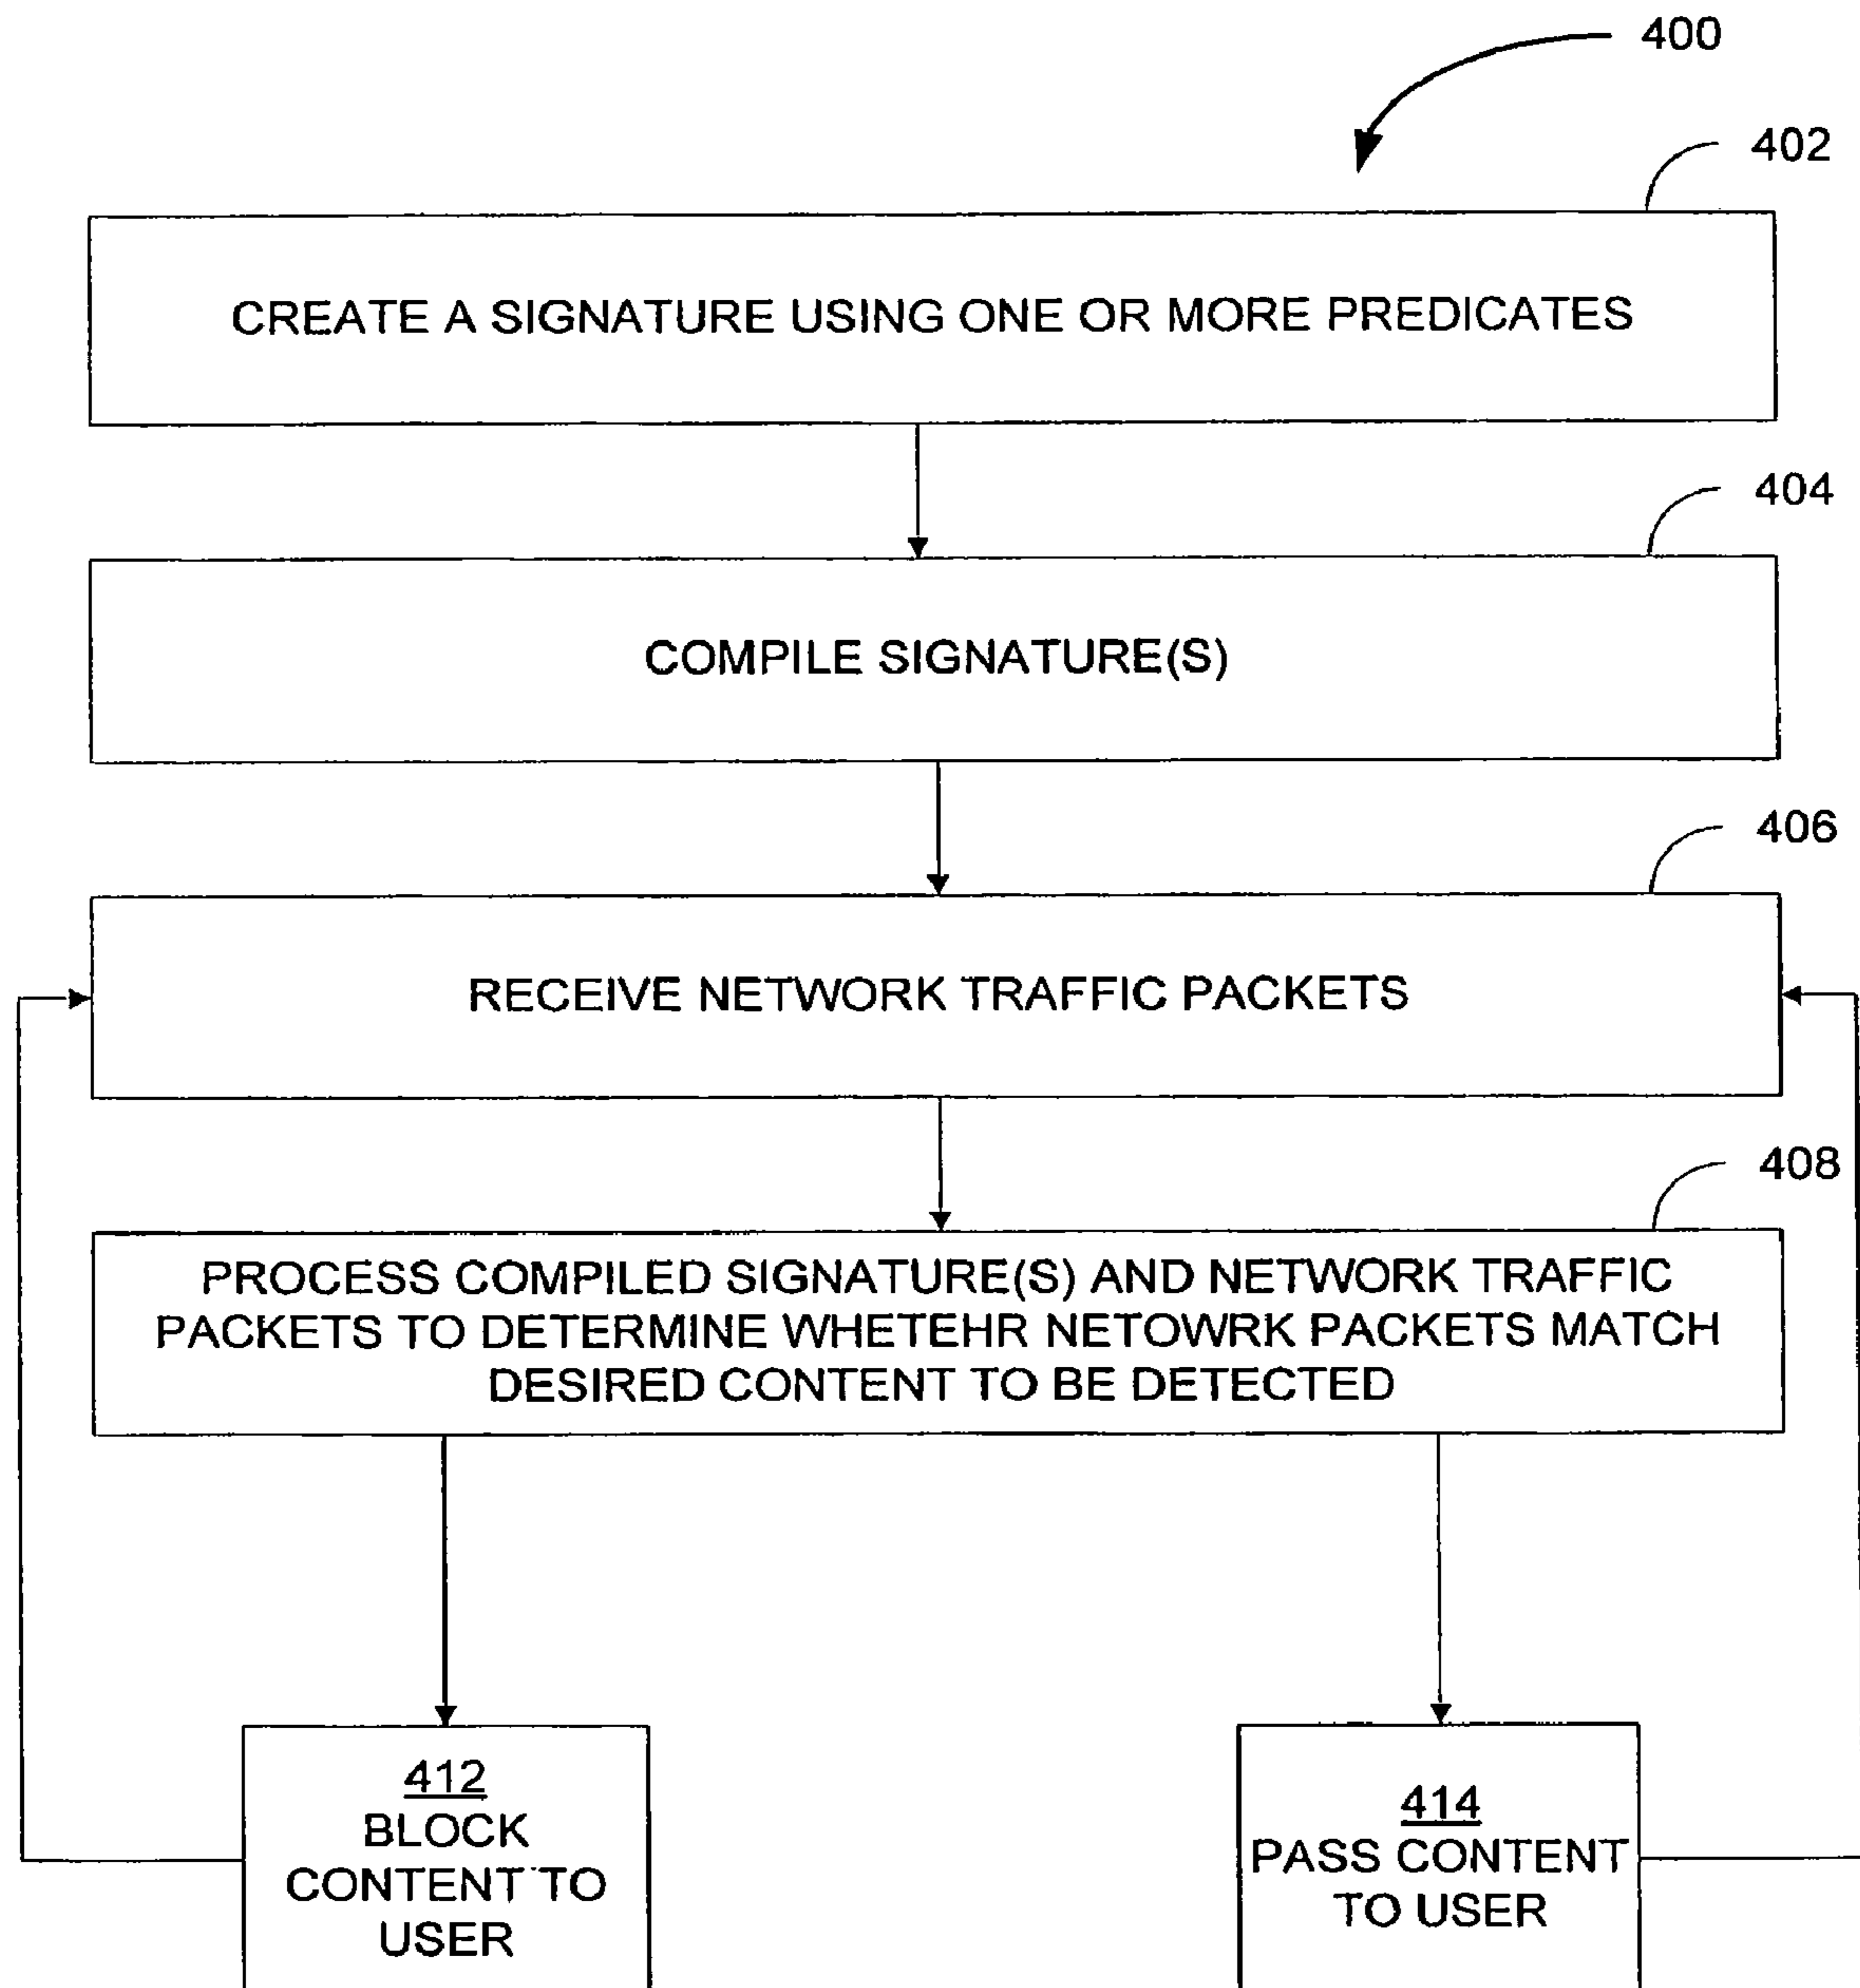 400
402
CREATE A SIGNATURE USING ONE OR MORE PREDICATES
404
COMPILE SIGNATURE(S)
406
RECEIVE NETWORK TRAFFIC PACKETS
408
PROCESS COMPILED SIGNATURE(S) AND NETWORK TRAFFIC
PACKETS TO DETERMINE WHETEHR NETOWRK PACKETS MATCH
DESIRED CONTENT TO BE DETECTED
412
BLOCK
CONTENT TO
USER
414
PASS CONTENT
TO USER